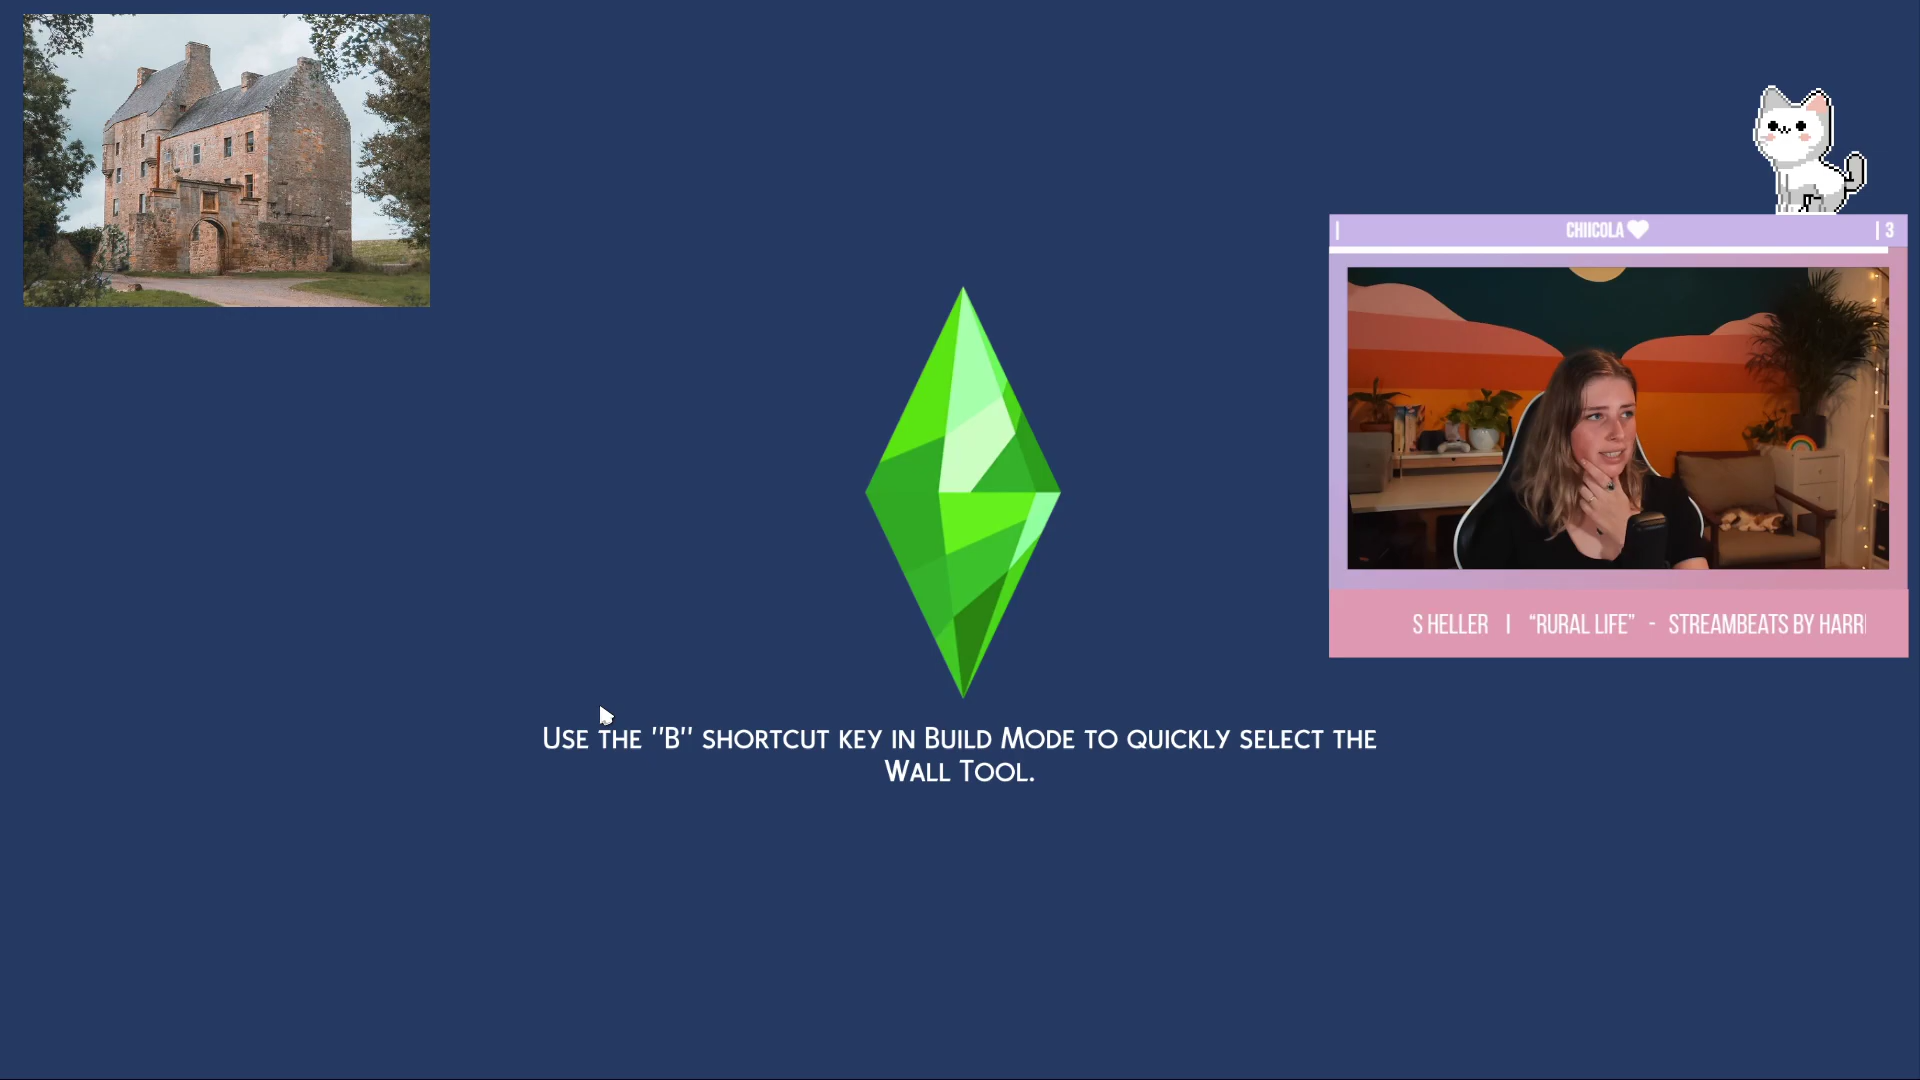 CHIICOLA
| 3
S HELLER | “RURAL LIFE” - STREAMBEATS BY HARR
USE THE "B" SHORTCUT KEY IN BUILD MODE TO QUICKLY SELECT THE
WALL TOOL.